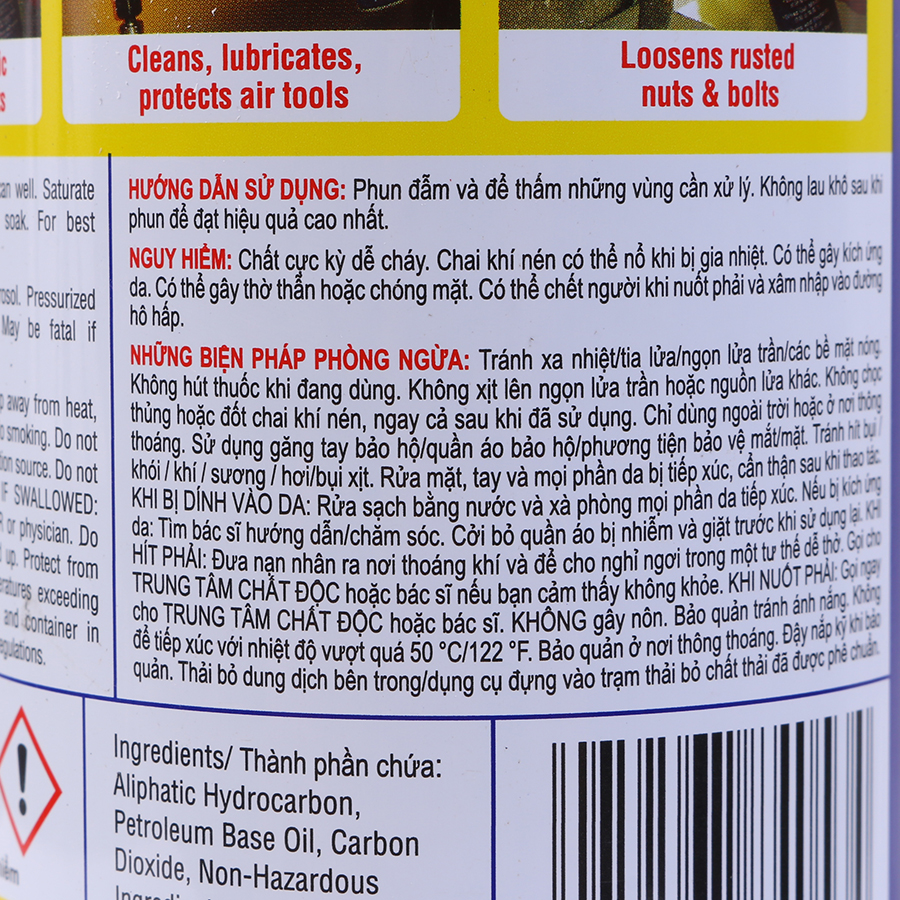 Cleans, lubricates,
protects air tools
Loosens rusted
nuts & bolts
well. Saturate
soak. For best
Pressurized
May be fatal if
away from heat,
smoking. Do not
source. Do not
IF SWALLOWED:
or physician. Do
up. Protect from
exceeding
and container in
HƯỚNG DẪN SỬ DỤNG: Phun đẫm và để thấm những vùng cần xử lý. Không lau khô sau khi
phun để đạt hiệu quả cao nhất.
NGUY HIỂM: Chất cực kỳ dễ cháy. Chai khí nén có thể nổ khi bị gia nhiệt. Có thể gây kích ứng
da. Có thể gây thờ thẫn hoặc chóng mặt. Có thể chết người khi nuốt phải và xâm nhập vào đường
hô hấp.
NHỮNG BIỆN PHÁP PHÒNG NGỪA: Tránh xa nhiệt/tia lửa/ngọn lửa trần/các bề mặt nóng.
Không hút thuốc khi đang dùng. Không xịt lên ngọn lửa trần hoặc nguồn lửa khác. Không chọc
thủng hoặc đốt chai khí nén, ngay cả sau khi đã sử dụng. Chỉ dùng ngoài trời hoặc ở nơi thông
thoáng. Sử dụng găng tay bảo hộ/quần áo bảo hộ/phương tiện bảo vệ mắt/mặt. Tránh hít bụi /
khói / khí / sương / hơi/bụi xịt. Rửa mặt, tay và mọi phần da bị tiếp xúc, cẩn thận sau khi thao tác.
KHI BỊ DÍNH VÀO DA: Rửa sạch bằng nước và xà phòng mọi phần da tiếp xúc. Nếu bị kích ứng
da: Tìm bác sĩ hướng dẫn/chăm sóc. Cởi bỏ quần áo bị nhiễm và giặt trước khi sử dụng lại. KHI
HÍT PHẢI: Đưa nạn nhân ra nơi thoáng khí và để cho nghỉ ngơi trong một tư thế dễ thở. Gọi cho
TRUNG TÂM CHẤT ĐỘC hoặc bác sĩ nếu bạn cảm thấy không khỏe. KHI NUỐT PHẢI: Gọi ngay
cho TRUNG TÂM CHẤT ĐỘC hoặc bác sĩ. KHÔNG gây nôn. Bảo quản tránh ánh nắng. Không
để tiếp xúc với nhiệt độ vượt quá 50 °C/122 °F. Bảo quản ở nơi thông thoáng. Đậy nắp kỹ khi bảo
quản. Thải bỏ dung dịch bên trong/dụng cụ đựng vào trạm thải bỏ chất thải đã được phê chuẩn.
Ingredients/ Thành phần chứa:
Aliphatic Hydrocarbon,
Petroleum Base Oil, Carbon
Dioxide, Non-Hazardous